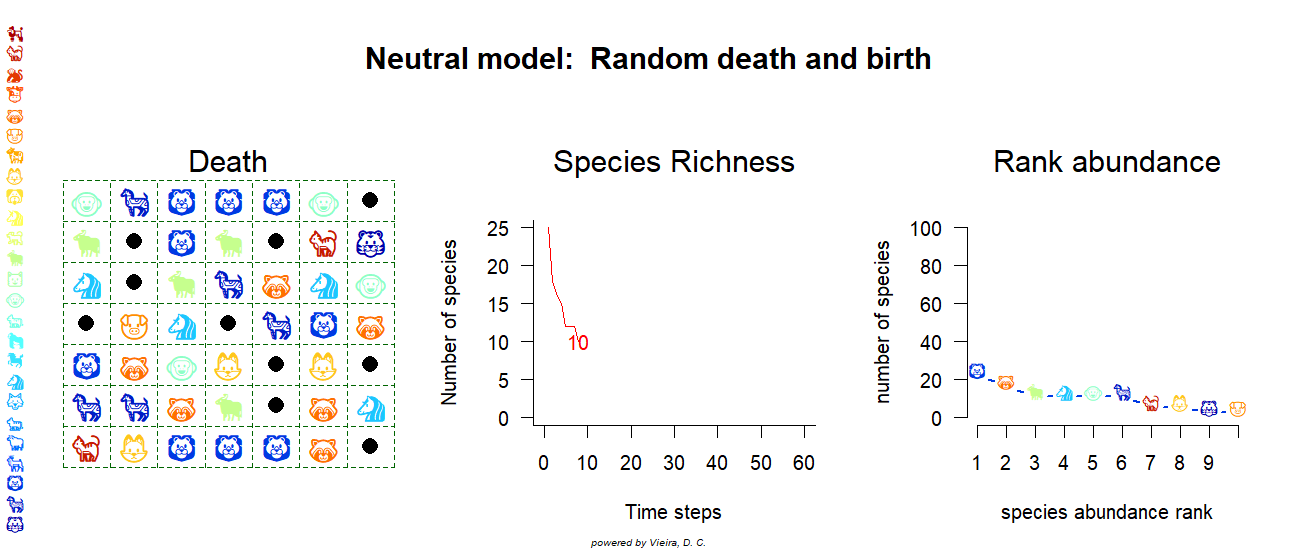 Neutral model:  Random death and birth
Death
Species Richness
Rank abundance
Number of species
25
20
15
10
5
0
10
0 10 20 30 40 50 60
Time steps
number of species
100
80
60
40
20
0
1 2 3 4 5 6 7 8 9
species abundance rank
powered by Vieira, D. C.